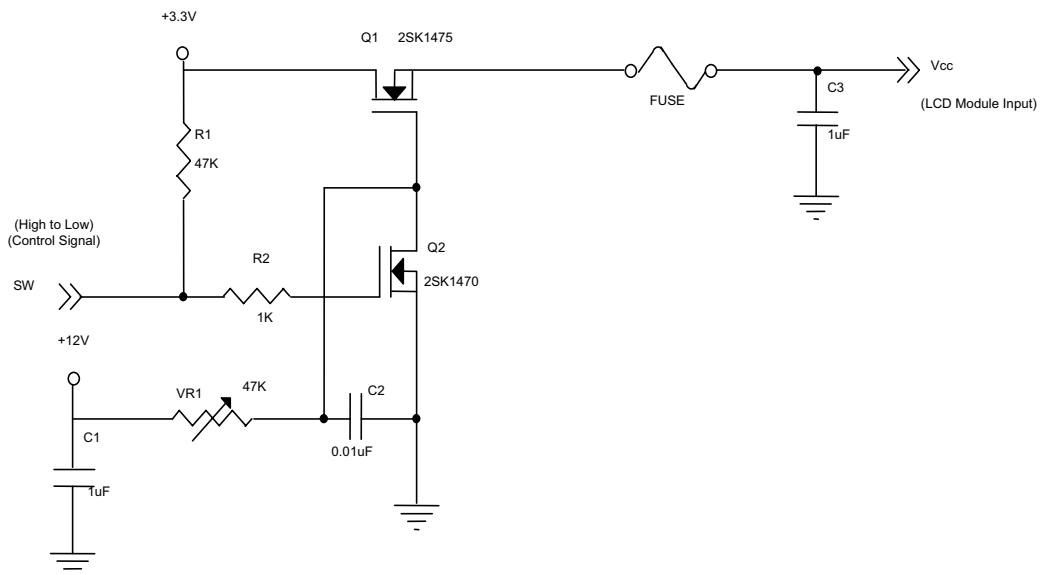 +3.3V
Q1 2SK1475
FUSE
Vcc
(LCD Module Input)
C3
1uF
R1
47K
(High to Low)
(Control Signal)
SW
R2
1K
Q2
2SK1470
+12V
VR1
47K
C2
0.01uF
C1
1uF